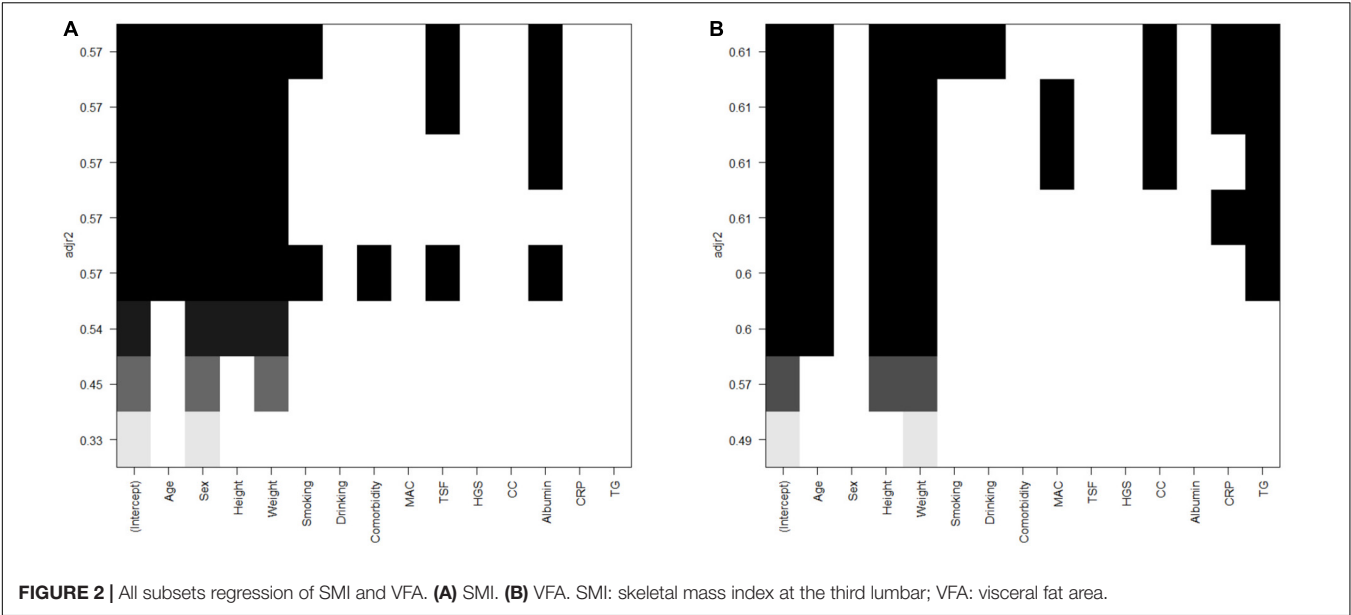 A
0.57
0.57
0.57
0.57
0.57
0.54
0.45
0.33
adjr2
(Intercept)
Age
Sex
Height
Weight
Smoking
Drinking
Comorbidity
MAC
TSF
HGS
CC
Albumin
CRP
TG
B
0.61
0.61
0.61
0.61
0.6
0.6
0.57
0.49
adjr2
(Intercept)
Age
Sex
Height
Weight
Smoking
Drinking
Comorbidity
MAC
TSF
HGS
CC
Albumin
CRP
TG
FIGURE 2 | All subsets regression of SMI and VFA. (A) SMI. (B) VFA. SMI: skeletal mass index at the third lumbar; VFA: visceral fat area.